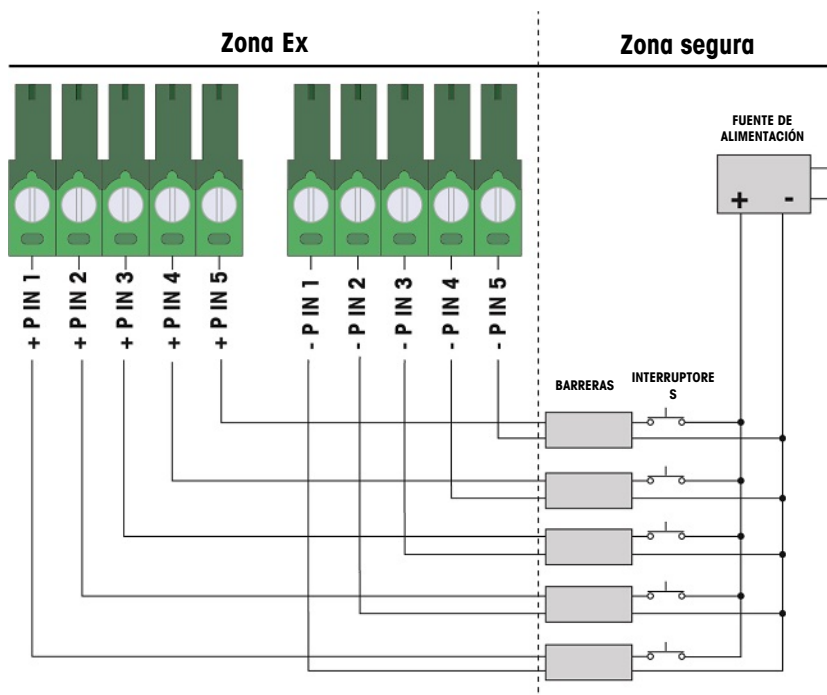 Zona Ex
Zona segura
FUENTE DE
ALIMENTACIÓN
+ -
+ P IN 1
+ P IN 2
+ P IN 3
+ P IN 4
+ P IN 5
- P IN 1
- P IN 2
- P IN 3
- P IN 4
- P IN 5
BARRERAS
INTERRUPTORE
S